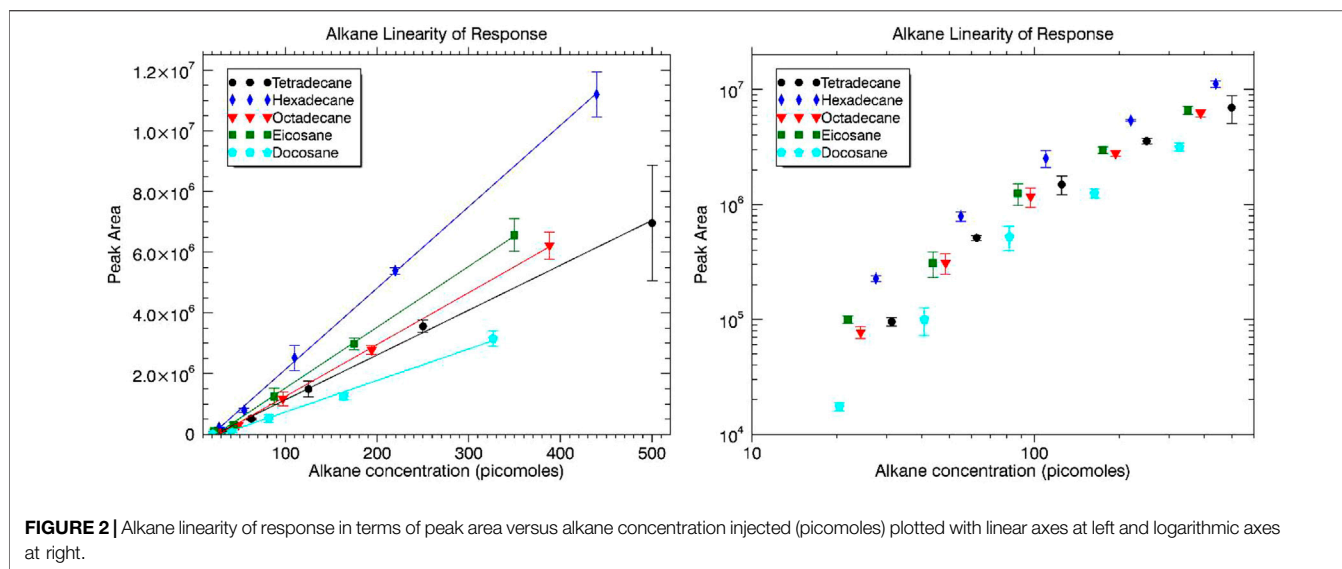 Alkane Linearity of Response
Peak Area
1.2×10⁷
1.0×10⁷
8.0×10⁶
6.0×10⁶
4.0×10⁶
2.0×10⁶
0
Tetradecane
Hexadecane
Octadecane
Eicosane
Docosane
100 200 300 400 500
Alkane concentration (picomoles)
Alkane Linearity of Response
Peak Area
10⁷
10⁶
10⁵
10⁴
Tetradecane
Hexadecane
Octadecane
Eicosane
Docosane
10 100
Alkane concentration (picomoles)
FIGURE 2 | Alkane linearity of response in terms of peak area versus alkane concentration injected (picomoles) plotted with linear axes at left and logarithmic axes
at right.